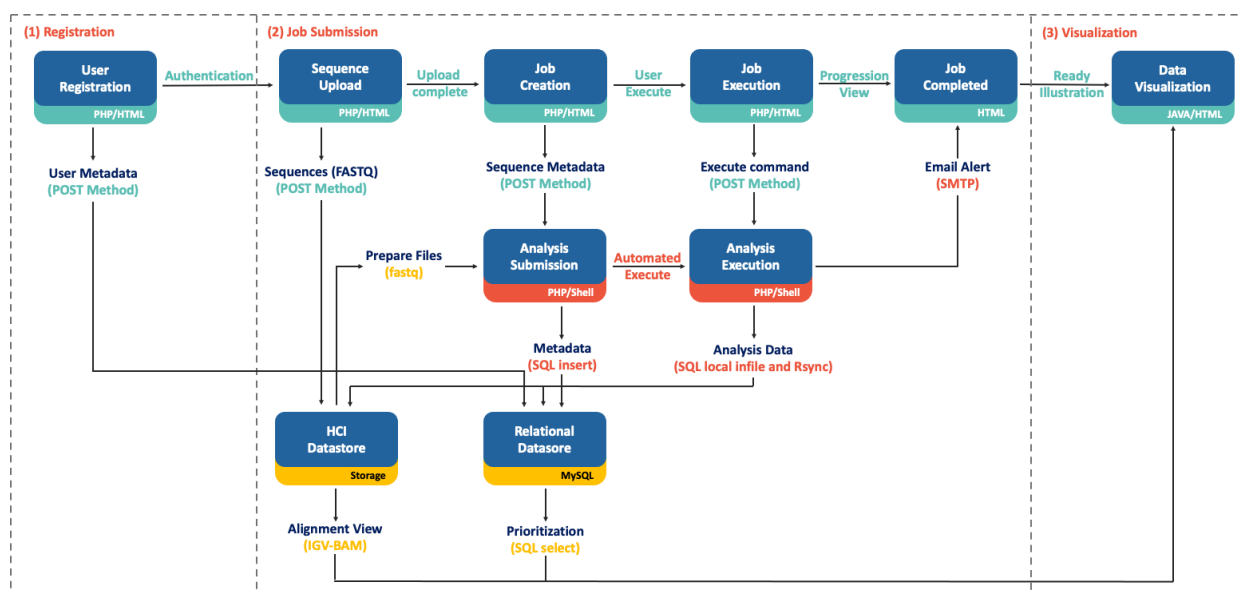 (1) Registration
(2) Job Submission
(3) Visualization
User
Registration
PHP/HTML
Authentication
Sequence
Upload
PHP/HTML
Upload
complete
Job
Creation
PHP/HTML
User
Execute
Job
Execution
PHP/HTML
Progression
View
Job
Completed
HTML
Ready
Illustration
Data
Visualization
JAVA/HTML
User Metadata
(POST Method)
Sequences (FASTQ)
(POST Method)
Sequence Metadata
(POST Method)
Execute command
(POST Method)
Email Alert
(SMTP)
Prepare Files
(fastq)
Analysis
Submission
PHP/Shell
Automated
Execute
Analysis
Execution
PHP/Shell
Metadata
(SQL insert)
Analysis Data
(SQL local infile and Rsync)
HCI
Datastore
Storage
Relational
Datasore
MySQL
Alignment View
(IGV-BAM)
Prioritization
(SQL select)